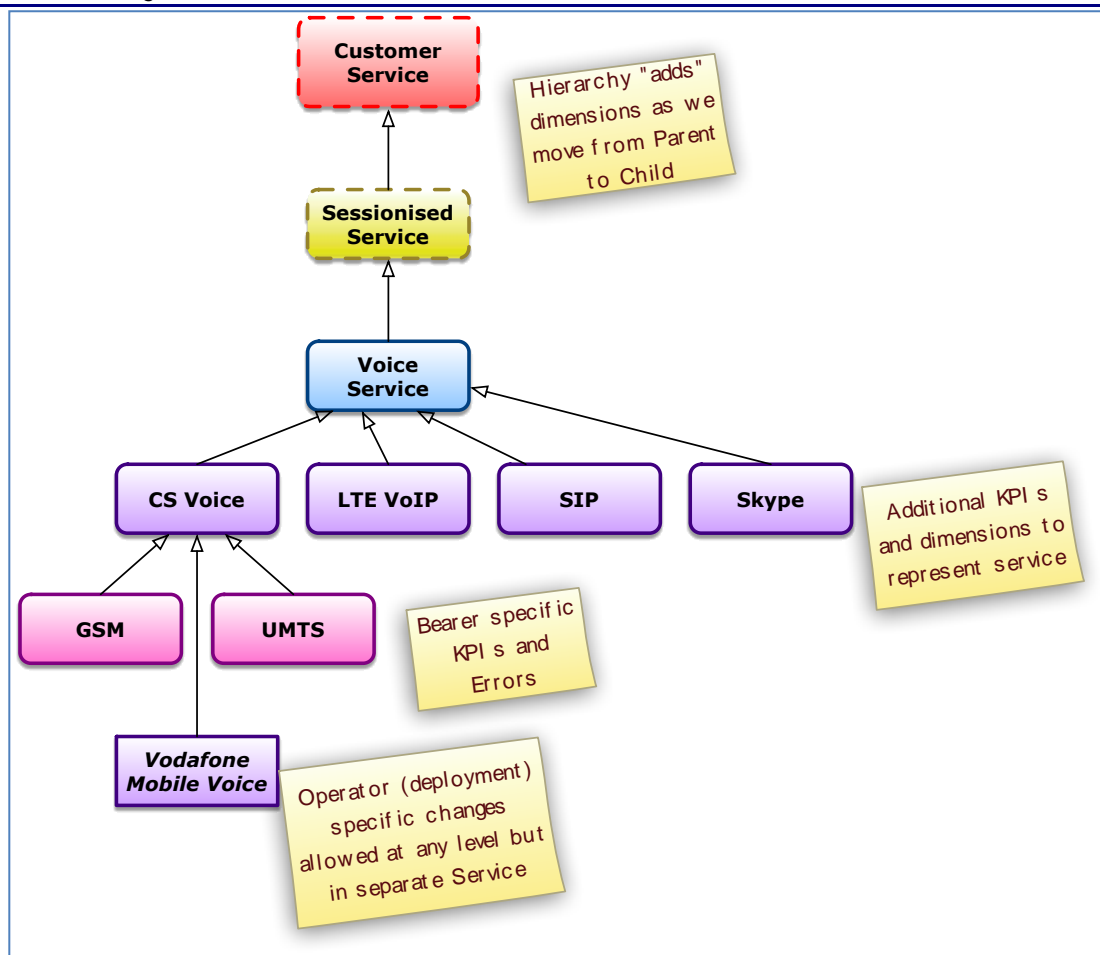 Customer
Service
Hierarchy "adds"
dimensions as we
move from Parent
to Child
Sessionised
Service
Voice
Service
CS Voice
LTE VoIP
SIP
Skype
Additional KPIs
and dimensions to
represent service
GSM
UMTS
Bearer specific
KPIs and
Errors
Vodafone
Mobile Voice
Operator (deployment)
specific changes
allowed at any level but
in separate Service